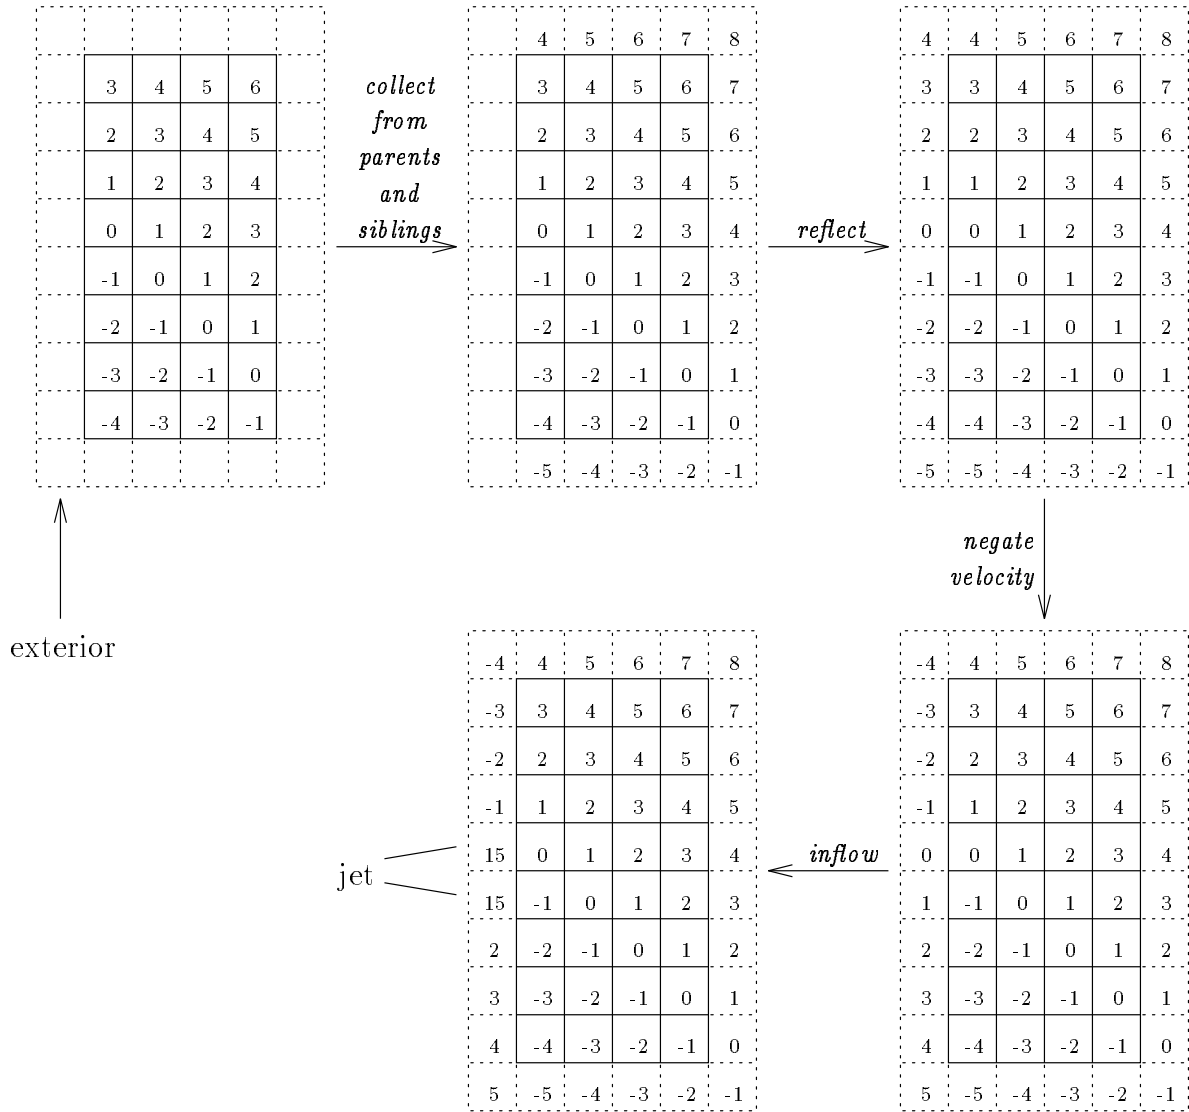 4 5 6 7 8 4 4 5 6 7 8
3 4 5 6 collect 3 4 5 6 7 3 3 4 5 6 7
from
2 3 4 5 2 3 4 5 6 2 2 3 4 5 6
parents
1 2 3 4 and 1 2 3 4 5 1 1 2 3 4 5
0 1 2 3 siblings 0 1 2 3 4 reflect 0 0 1 2 3 4
-1 0 1 2 -1 0 1 2 3 -1 -1 0 1 2 3
-2 -1 0 1 -2 -1 0 1 2 -2 -2 -1 0 1 2
-3 -2 -1 0 -3 -2 -1 0 1 -3 -3 -2 -1 0 1
-4 -3 -2 -1 -4 -3 -2 -1 0 -4 -4 -3 -2 -1 0
-5 -4 -3 -2 -1 -5 -5 -4 -3 -2 -1
negate
velocity
exterior
-4 4 5 6 7 8 -4 4 5 6 7 8
-3 3 4 5 6 7 -3 3 4 5 6 7
-2 2 3 4 5 6 -2 2 3 4 5 6
-1 1 2 3 4 5 -1 1 2 3 4 5
15 0 1 2 3 4 inflow 0 0 1 2 3 4
jet
15 -1 0 1 2 3 1 -1 0 1 2 3
2 -2 -1 0 1 2 2 -2 -1 0 1 2
3 -3 -2 -1 0 1 3 -3 -2 -1 0 1
4 -4 -3 -2 -1 0 4 -4 -3 -2 -1 0
5 -5 -4 -3 -2 -1 5 -5 -4 -3 -2 -1